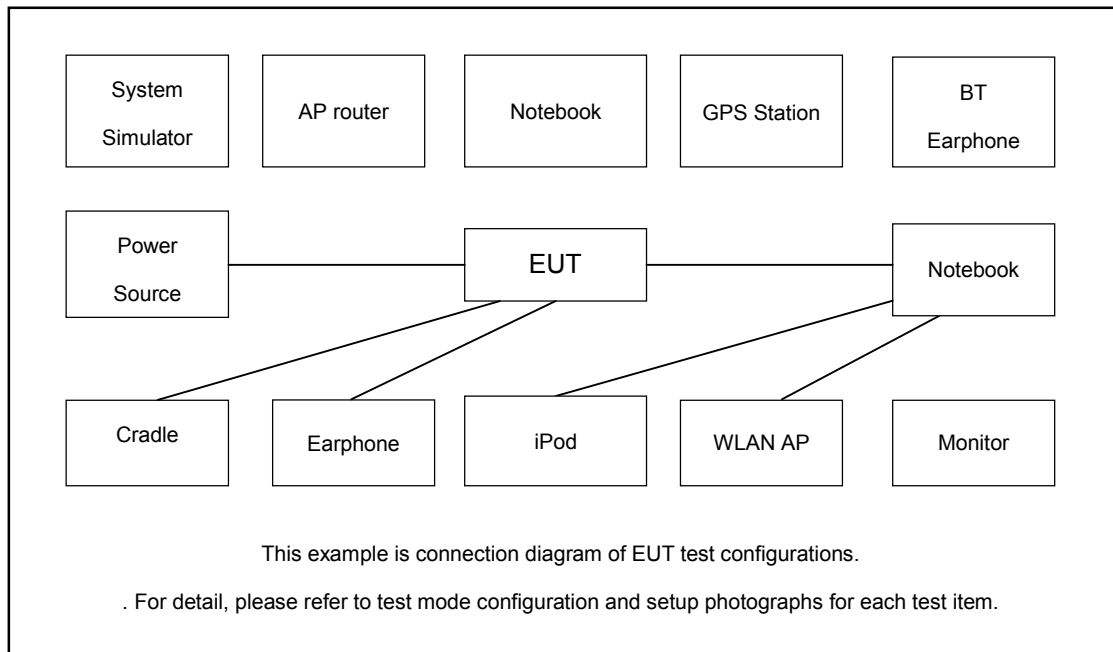 System
Simulator
AP router
Notebook
GPS Station
BT
Earphone
Power
Source
EUT
Notebook
Cradle
Earphone
iPod
WLAN AP
Monitor
This example is connection diagram of EUT test configurations.
. For detail, please refer to test mode configuration and setup photographs for each test item.